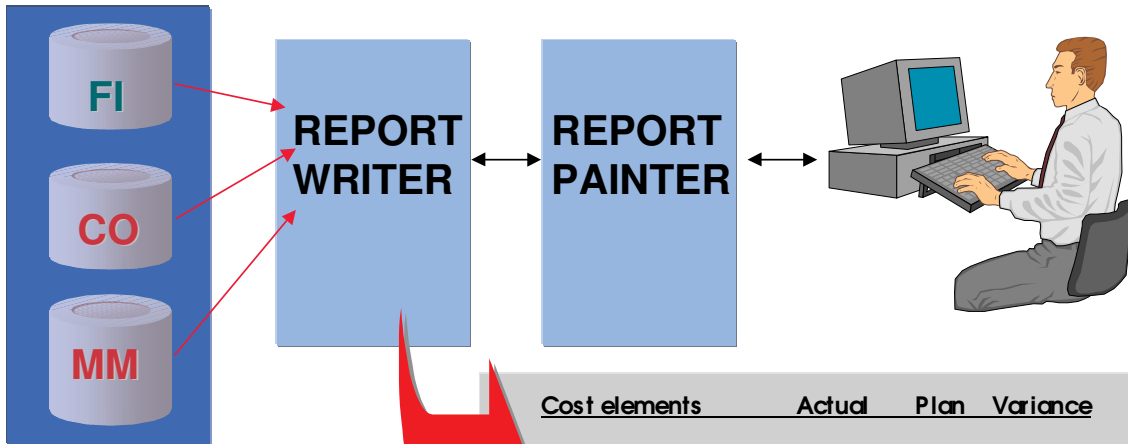 FI
CO
MM
REPORT
WRITER
REPORT
PAINTER
Cost elements Actual Plan Variance